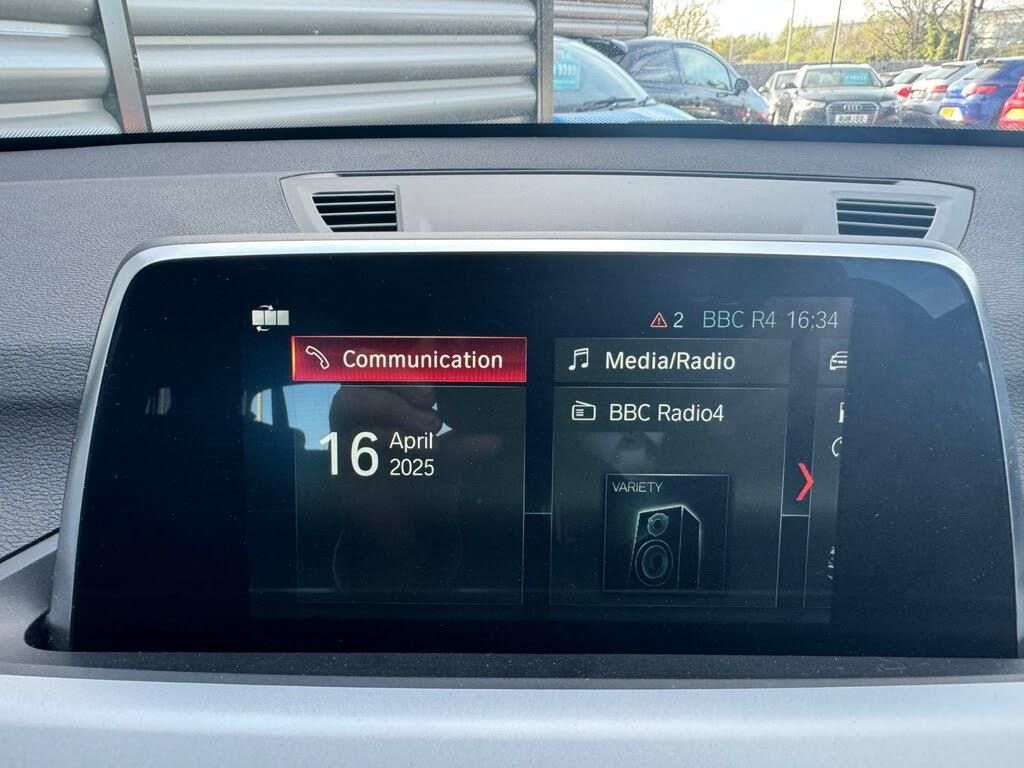 2 BBC R4 16:34
Communication
Media/Radio
16 April
2025
BBC Radio4
VARIETY